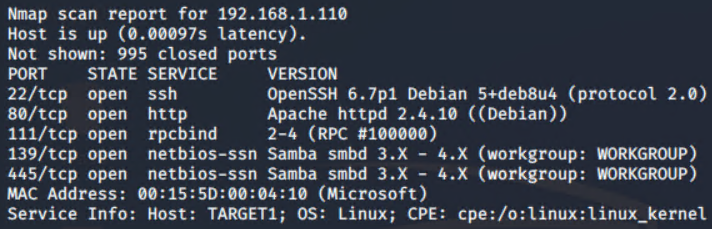 Nmap scan report for 192.168.1.110
Host is up (0.00097s latency).
Not shown: 995 closed ports
PORT    STATE SERVICE     VERSION
22/tcp  open  ssh         OpenSSH 6.7p1 Debian 5+deb8u4 (protocol 2.0)
80/tcp  open  http        Apache httpd 2.4.10 ((Debian))
111/tcp open  rpcbind     2-4 (RPC #100000)
139/tcp open  netbios-ssn Samba smbd 3.X - 4.X (workgroup: WORKGROUP)
445/tcp open  netbios-ssn Samba smbd 3.X - 4.X (workgroup: WORKGROUP)
MAC Address: 00:15:5D:00:04:10 (Microsoft)
Service Info: Host: TARGET1; OS: Linux; CPE: cpe:/o:linux:linux_kernel